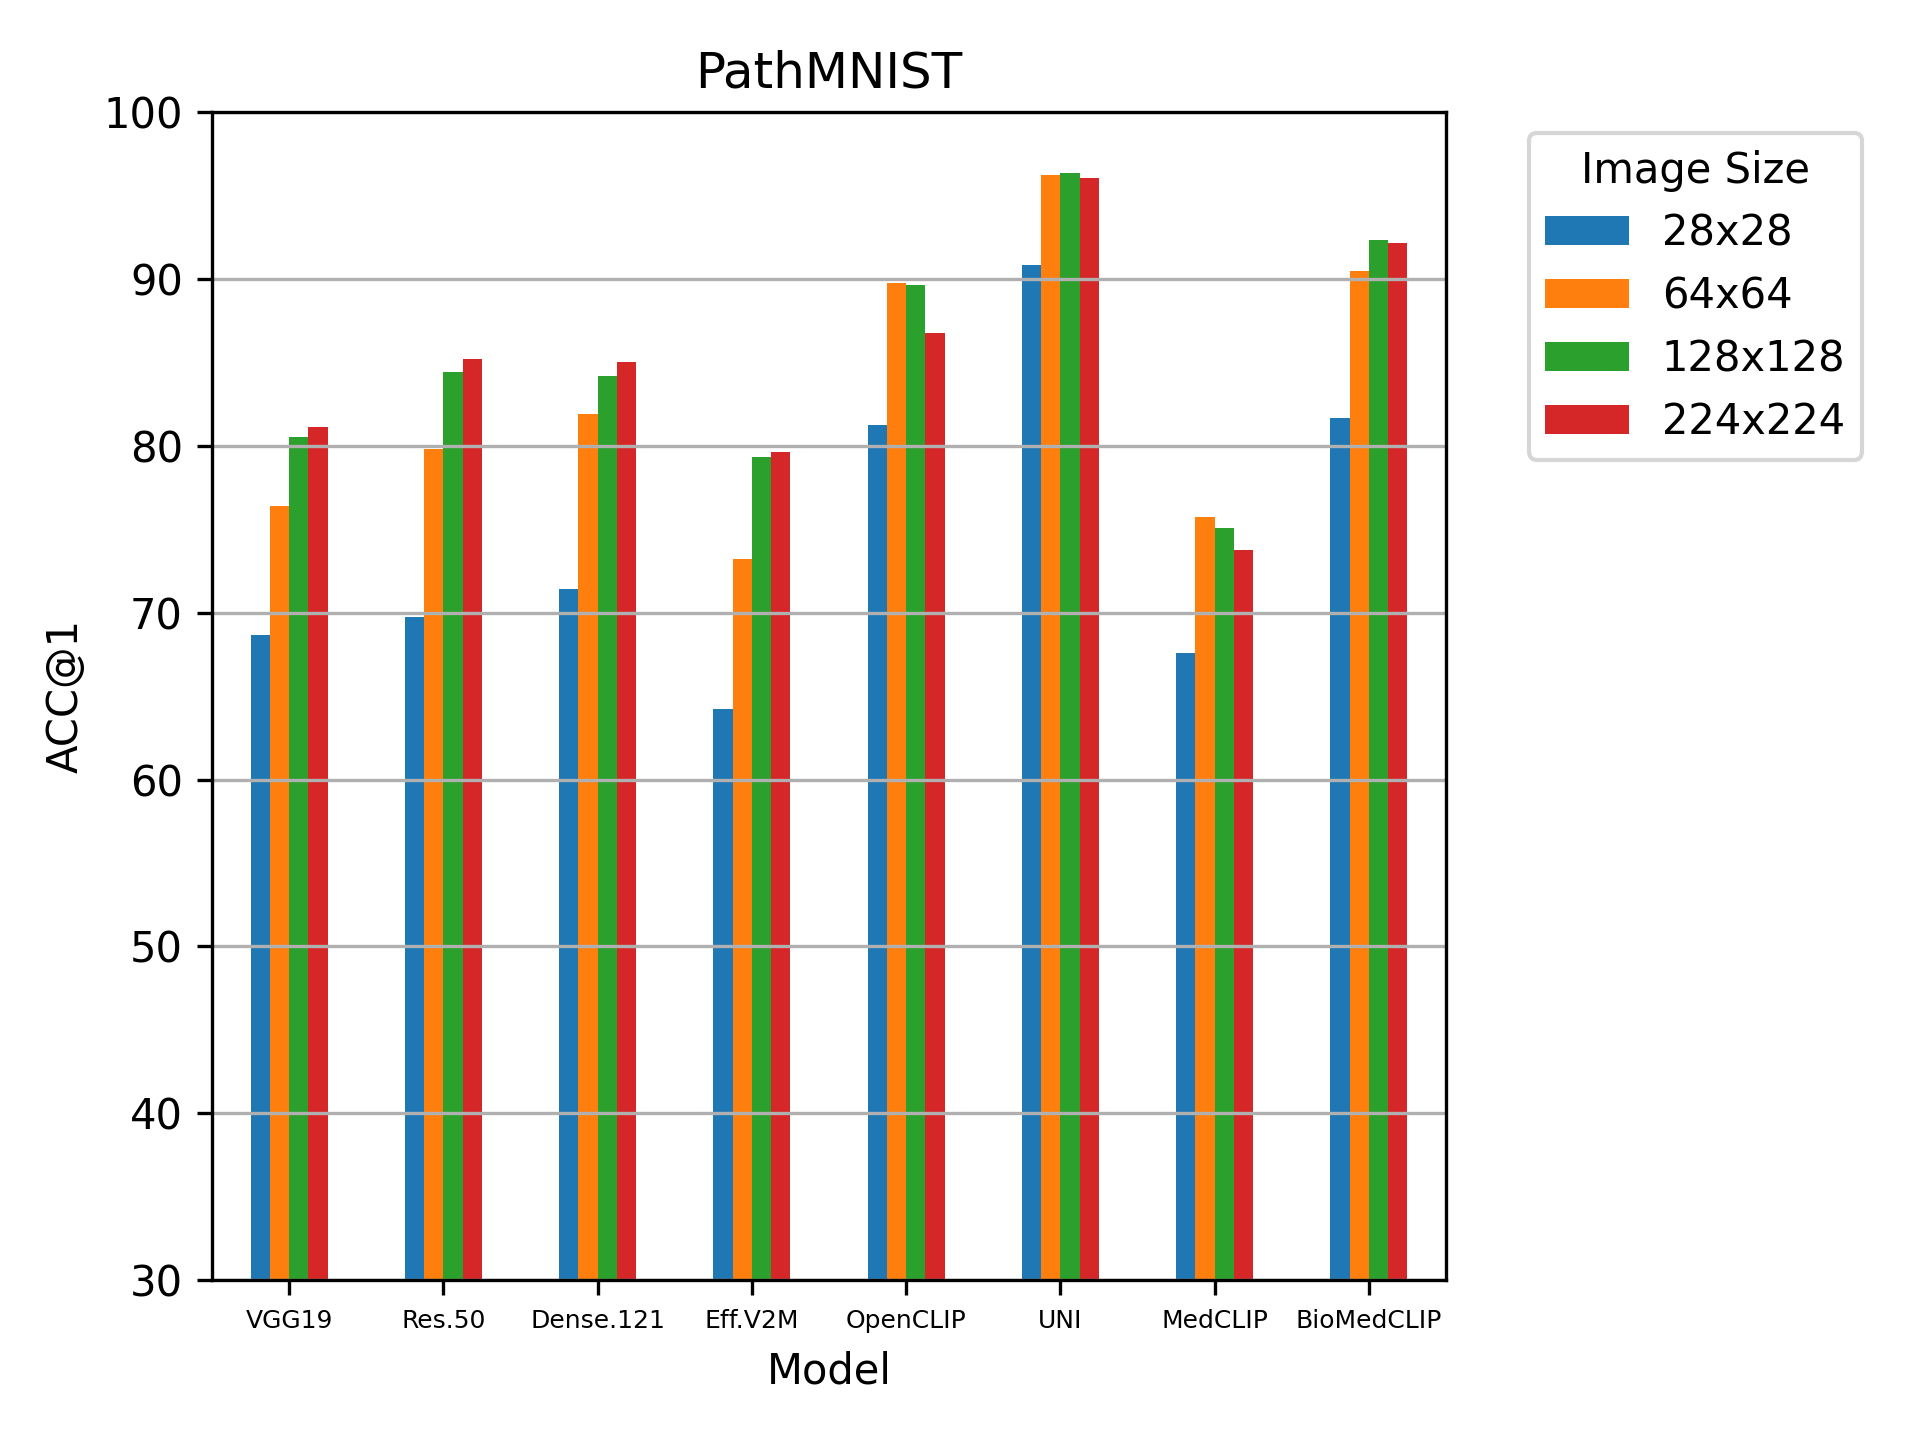 PathMNIST
100
90
80
70
60
50
40
30
ACC@1
VGG19 Res.50 Dense.121 Eff.V2M OpenCLIP UNI MedCLIP BioMedCLIP
Model
Image Size
28x28
64x64
128x128
224x224